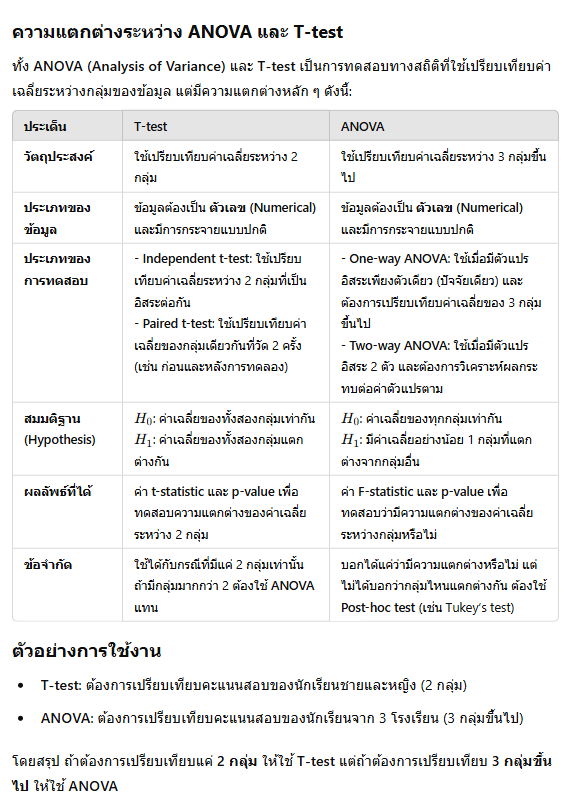 ความแตกต่างระหว่าง ANOVA และ T-test
ทั้ง ANOVA (Analysis of Variance) และ T-test เป็นการทดสอบทางสถิติที่ใช้เปรียบเทียบค่า
เฉลี่ยระหว่างกลุ่มของข้อมูล แต่มีความแตกต่างหลัก ๆ ดังนี้:
ประเด็น T-test ANOVA
วัตถุประสงค์ ใช้เปรียบเทียบค่าเฉลี่ยระหว่าง 2 ใช้เปรียบเทียบค่าเฉลี่ยระหว่าง 3 กลุ่มขึ้น
กลุ่ม ไป
ประเภทของ ข้อมูลต้องเป็น ตัวเลข (Numerical) ข้อมูลต้องเป็น ตัวเลข (Numerical)
ข้อมูล และมีการกระจายแบบปกติ และมีการกระจายแบบปกติ
ประเภทของ - Independent t-test: ใช้เปรียบ - One-way ANOVA: ใช้เมื่อมีตัวแปร
การทดสอบ เทียบค่าเฉลี่ยระหว่าง 2 กลุ่มที่เป็น อิสระเพียงตัวเดียว (ปัจจัยเดียว) และ
อิสระต่อกัน ต้องการเปรียบเทียบค่าเฉลี่ยของ 3 กลุ่ม
- Paired t-test: ใช้เปรียบเทียบค่า ขึ้นไป
เฉลี่ยของกลุ่มเดียวกันที่วัด 2 ครั้ง - Two-way ANOVA: ใช้เมื่อมีตัวแปร
(เช่น ก่อนและหลังการทดลอง) อิสระ 2 ตัว และต้องการวิเคราะห์ผลกระ
ทบต่อค่าตัวแปรตาม
สมมติฐาน H₀: ค่าเฉลี่ยของทั้งสองกลุ่มเท่ากัน H₀: ค่าเฉลี่ยของทุกกลุ่มเท่ากัน
(Hypothesis) H₁: ค่าเฉลี่ยของทั้งสองกลุ่มแตก H₁: มีค่าเฉลี่ยอย่างน้อย 1 กลุ่มที่แตก
ต่างกัน ต่างจากกลุ่มอื่น
ผลลัพธ์ที่ได้ ค่า t-statistic และ p-value เพื่อ ค่า F-statistic และ p-value เพื่อ
ทดสอบความแตกต่างของค่าเฉลี่ย ทดสอบว่ามีความแตกต่างของค่าเฉลี่ย
ระหว่าง 2 กลุ่ม ระหว่างกลุ่มหรือไม่
ข้อจำกัด ใช้ได้กับกรณีที่มีแค่ 2 กลุ่มเท่านั้น บอกได้แค่ว่ามีความแตกต่างหรือไม่ แต่
ถ้ามีกลุ่มมากกว่า 2 ต้องใช้ ANOVA ไม่ได้บอกว่ากลุ่มไหนแตกต่างกัน ต้องใช้
แทน Post-hoc test (เช่น Tukey's test)
ตัวอย่างการใช้งาน
• T-test: ต้องการเปรียบเทียบคะแนนสอบของนักเรียนชายและหญิง (2 กลุ่ม)
• ANOVA: ต้องการเปรียบเทียบคะแนนสอบของนักเรียนจาก 3 โรงเรียน (3 กลุ่มขึ้นไป)
โดยสรุป ถ้าต้องการเปรียบเทียบแค่ 2 กลุ่ม ให้ใช้ T-test แต่ถ้าต้องการเปรียบเทียบ 3 กลุ่มขึ้น
ไป ให้ใช้ ANOVA